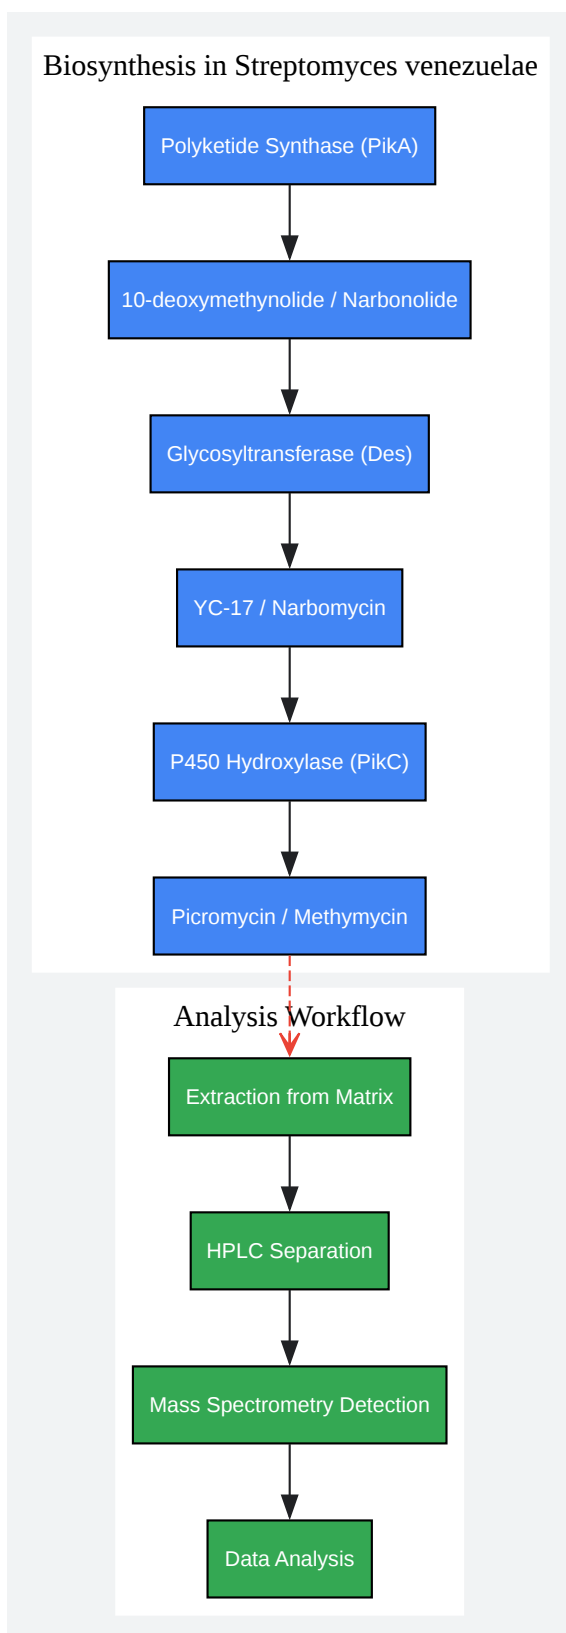 Biosynthesis in Streptomyces venezuelae
Polyketide Synthase (PikA)
10-deoxymethynolide / Narbonolide
Glycosyltransferase (Des)
YC-17 / Narbomycin
P450 Hydroxylase (PikC)
Picromycin / Methymycin
Analysis Workflow
Extraction from Matrix
HPLC Separation
Mass Spectrometry Detection
Data Analysis